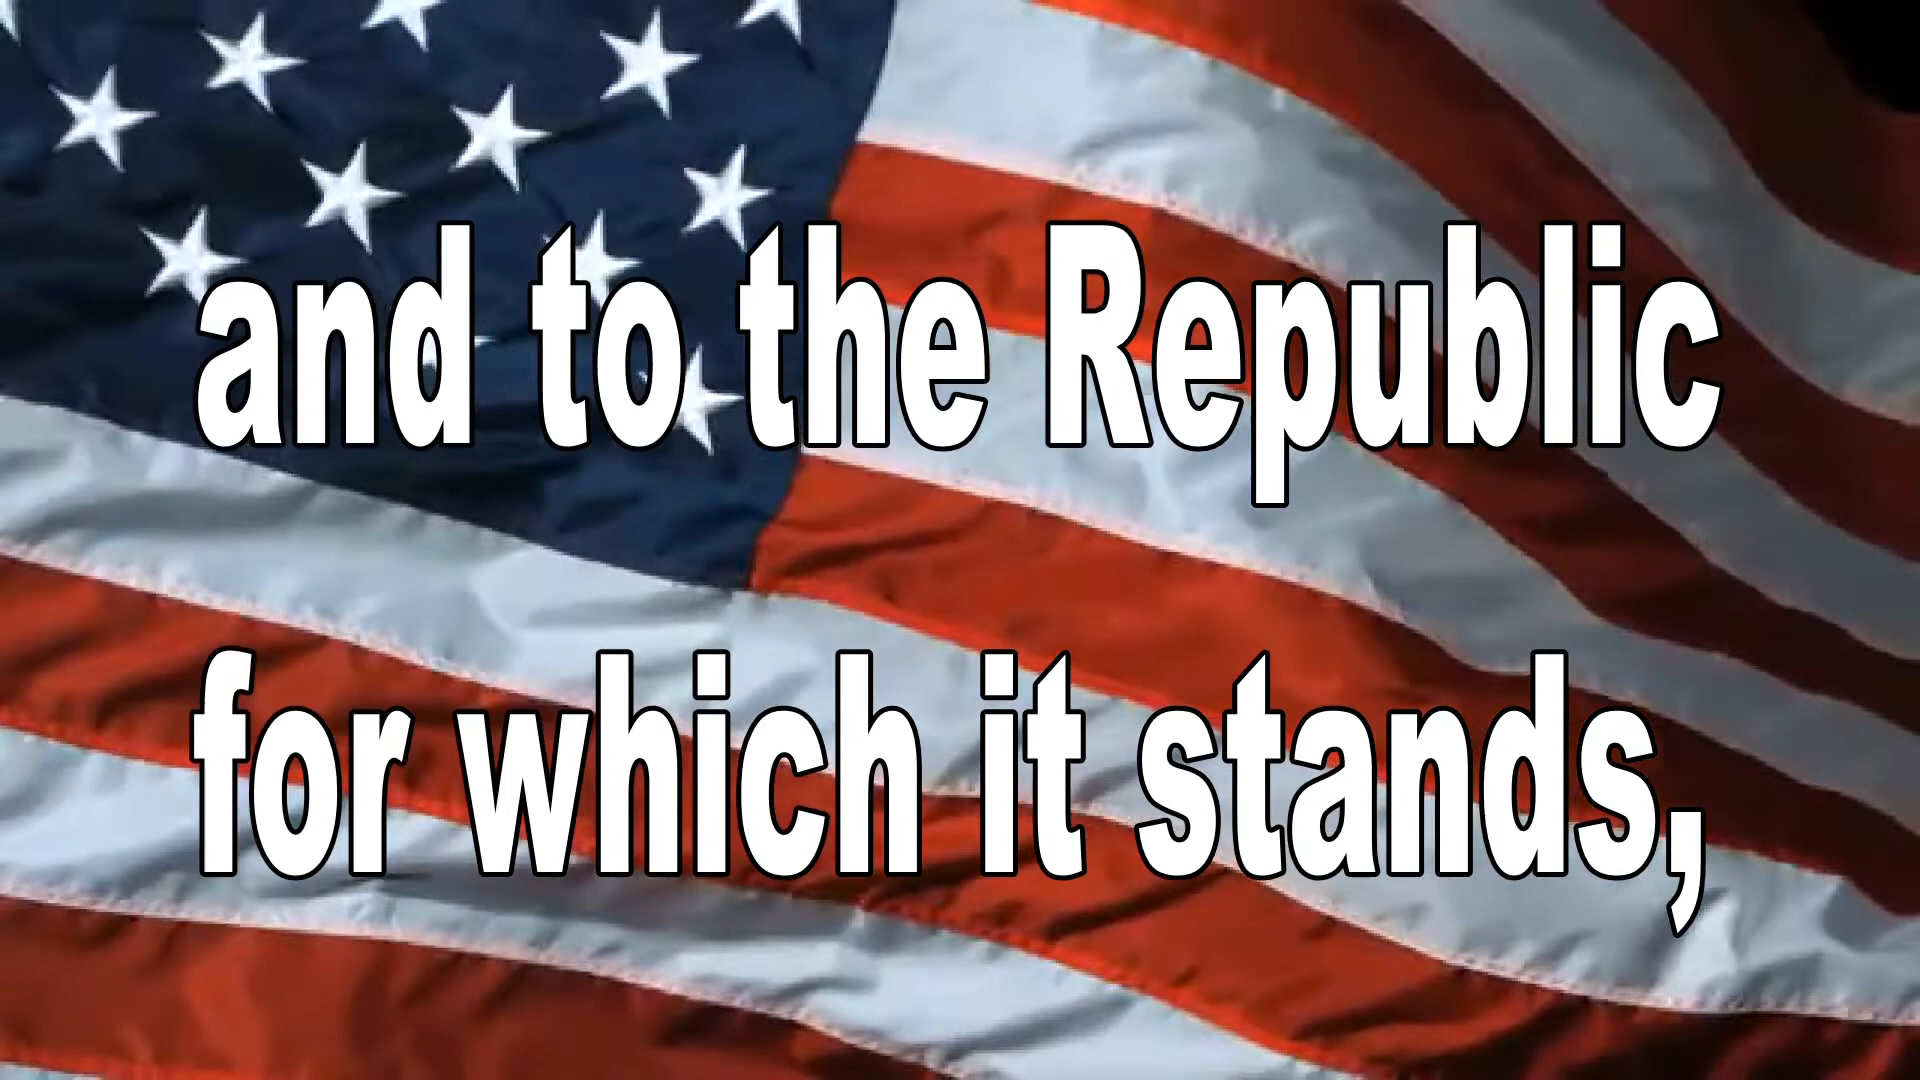 and to the Republic
for which it stands,